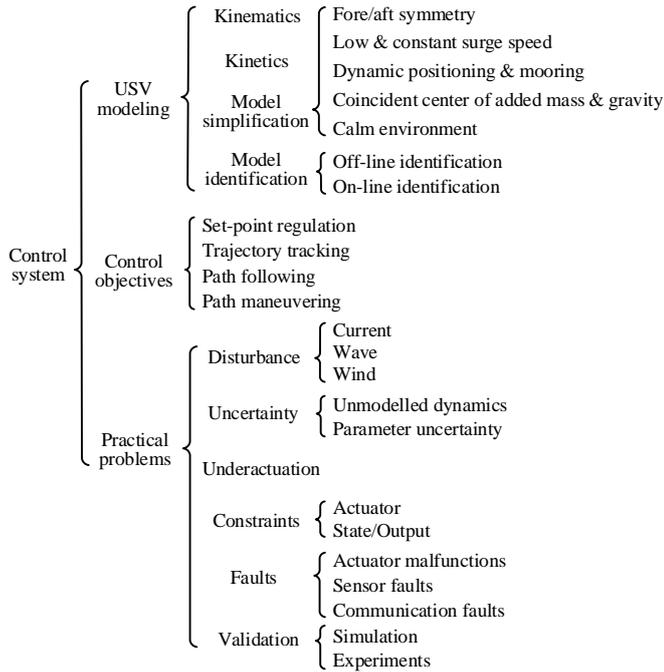 Control
system
USV
modeling
Kinematics
Kinetics
Model
simplification
Fore/aft symmetry
Low & constant surge speed
Dynamic positioning & mooring
Coincident center of added mass & gravity
Calm environment
Model
identification
Off-line identification
On-line identification
Control
objectives
Set-point regulation
Trajectory tracking
Path following
Path maneuvering
Practical
problems
Disturbance
Current
Wave
Wind
Uncertainty
Unmodelled dynamics
Parameter uncertainty
Underactuation
Constraints
Actuator
State/Output
Faults
Actuator malfunctions
Sensor faults
Communication faults
Validation
Simulation
Experiments